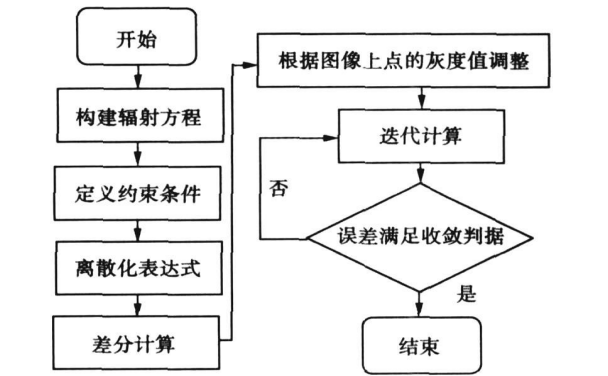 开始
构建辐射方程
定义约束条件
离散化表达式
差分计算
根据图像上点的灰度值调整
迭代计算
否
误差满足收敛判据
是
结束